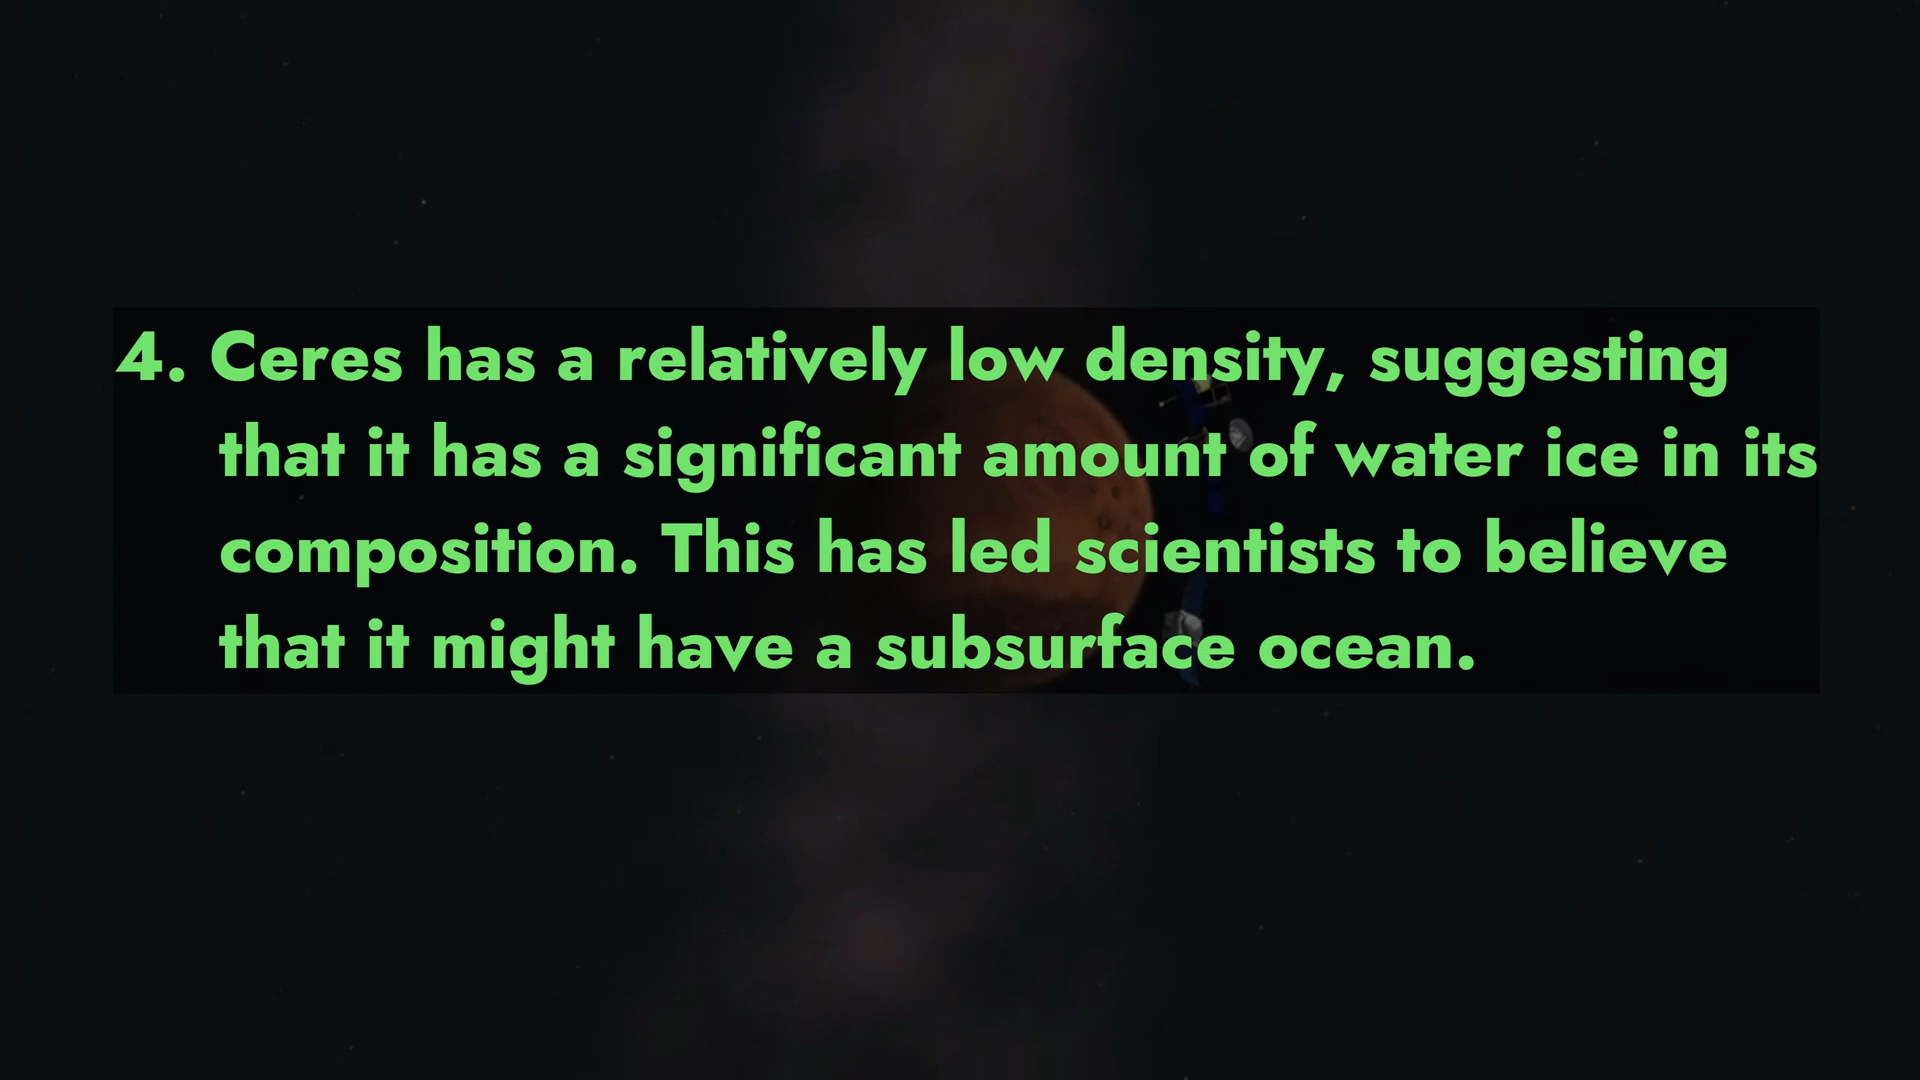 4. Ceres has a relatively low density, suggesting
that it has a significant amount of water ice in its
composition. This has led scientists to believe
that it might have a subsurface ocean.